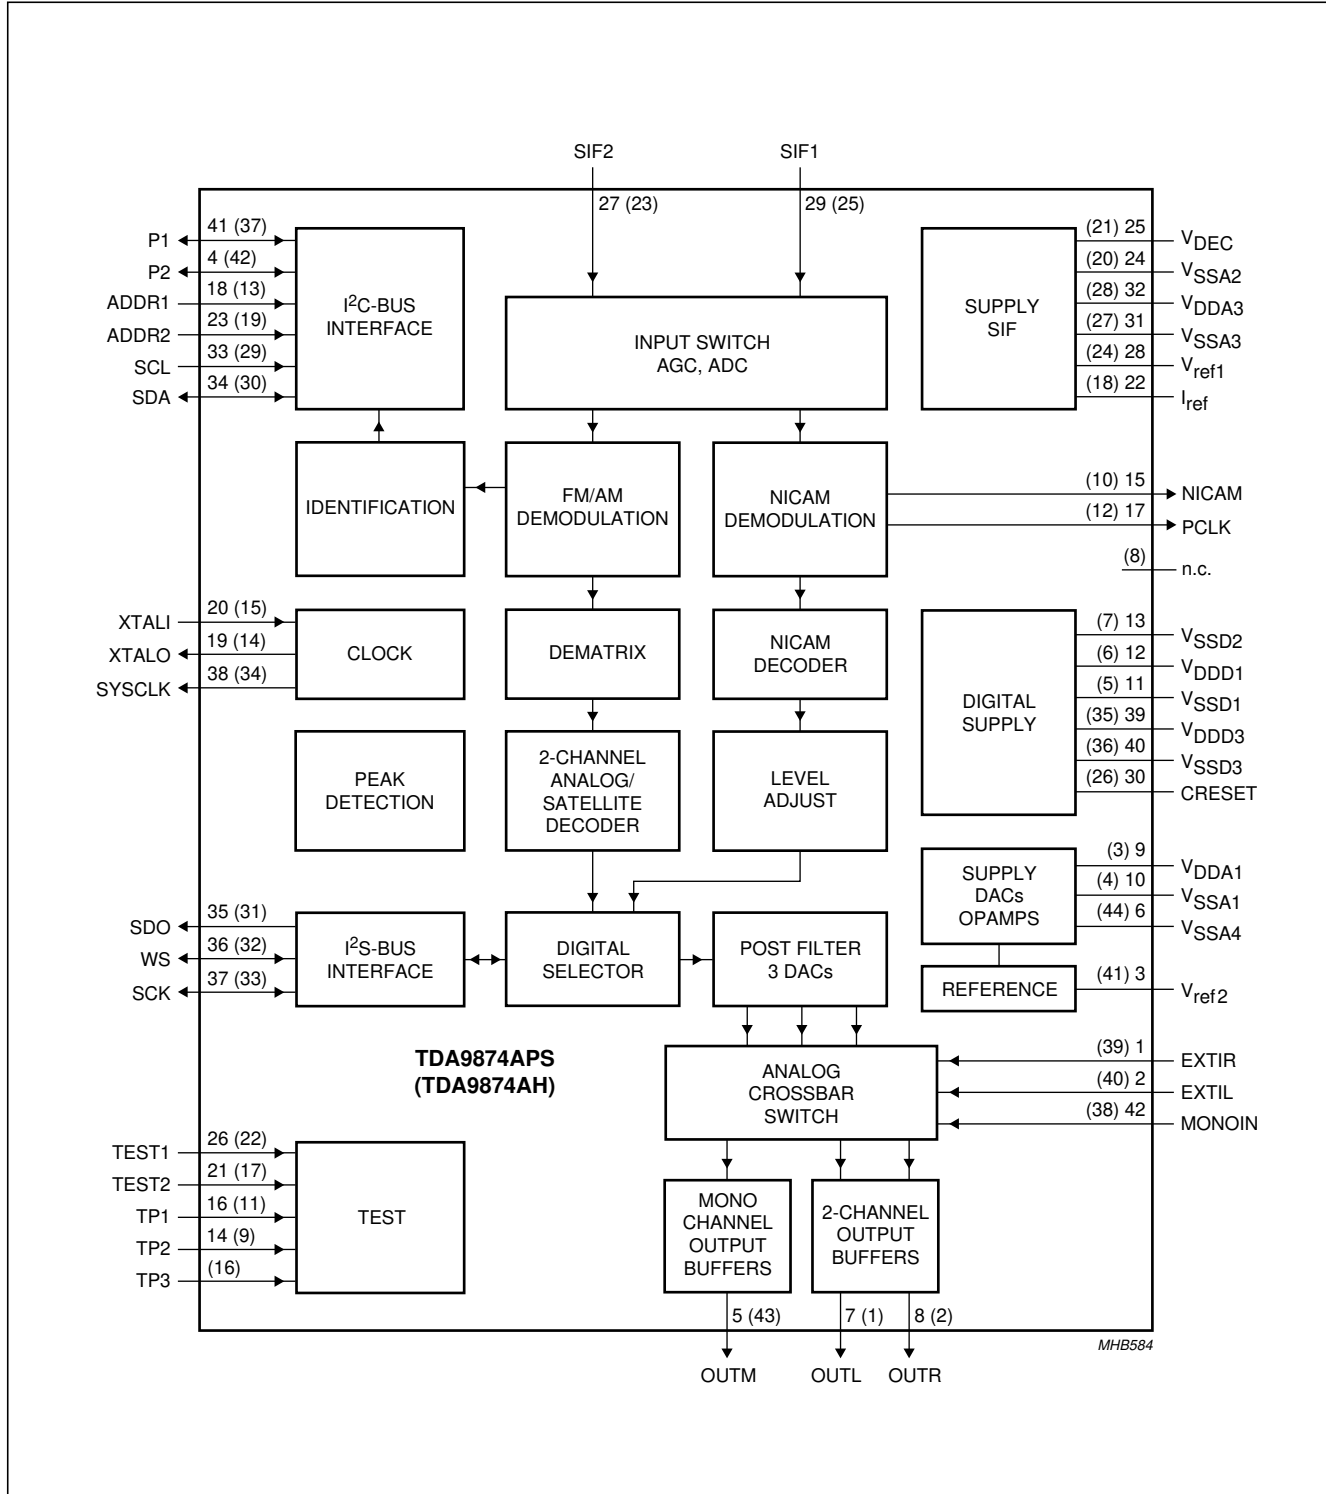 SIF2
SIF1
27 (23)
29 (25)
P1
41 (37)
P2
4 (42)
ADDR1
18 (13)
ADDR2
23 (19)
SCL
33 (29)
SDA
34 (30)
I2C-BUS
INTERFACE
INPUT SWITCH
AGC, ADC
SUPPLY
SIF
(21) 25
VDEC
(20) 24
VSSA2
(28) 32
VDDA3
(27) 31
VSSA3
(24) 28
Vref1
(18) 22
Iref
IDENTIFICATION
FM/AM
DEMODULATION
NICAM
DEMODULATION
(10) 15
NICAM
(12) 17
PCLK
(8)
n.c.
XTALI
20 (15)
XTALO
19 (14)
SYSCLK
38 (34)
CLOCK
DEMATRIX
NICAM
DECODER
DIGITAL
SUPPLY
(7) 13
VSSD2
(6) 12
VDDD1
(5) 11
VSSD1
(35) 39
VDDD3
(36) 40
VSSD3
(26) 30
CRESET
PEAK
DETECTION
2-CHANNEL
ANALOG/
SATELLITE
DECODER
LEVEL
ADJUST
SUPPLY
DACs
OPAMPS
(3) 9
VDDA1
(4) 10
VSSA1
(44) 6
VSSA4
SDO
35 (31)
WS
36 (32)
SCK
37 (33)
I2S-BUS
INTERFACE
DIGITAL
SELECTOR
POST FILTER
3 DACs
REFERENCE
(41) 3
Vref2
TDA9874APS
(TDA9874AH)
ANALOG
CROSSBAR
SWITCH
(39) 1
EXTIR
(40) 2
EXTIL
(38) 42
MONOIN
TEST1
26 (22)
TEST2
21 (17)
TP1
16 (11)
TP2
14 (9)
TP3
(16)
TEST
MONO
CHANNEL
OUTPUT
BUFFERS
2-CHANNEL
OUTPUT
BUFFERS
5 (43)
7 (1)
8 (2)
MHB584
OUTM
OUTL
OUTR